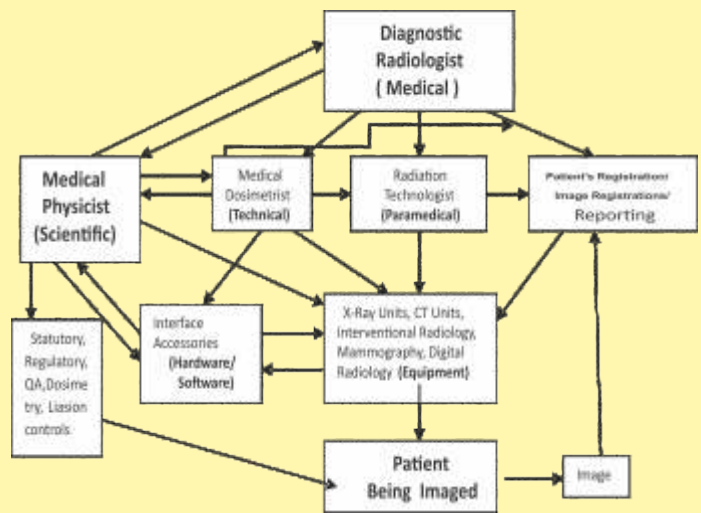 Diagnostic
Radiologist
( Medical )
Medical
Physicist
(Scientific)
Medical
Dosimetrist
(Technical)
Radiation
Technologist
(Paramedical)
Patient's Registration/
Image Registrations/
Reporting
Statutory,
Regulatory,
QA,Dosime
try, Liasion
controls
Interface
Accessories
(Hardware/
Software)
X-Ray Units, CT Units,
Interventional Radiology,
Mammography, Digital
Radiology (Equipment)
Patient
Being Imaged
Image